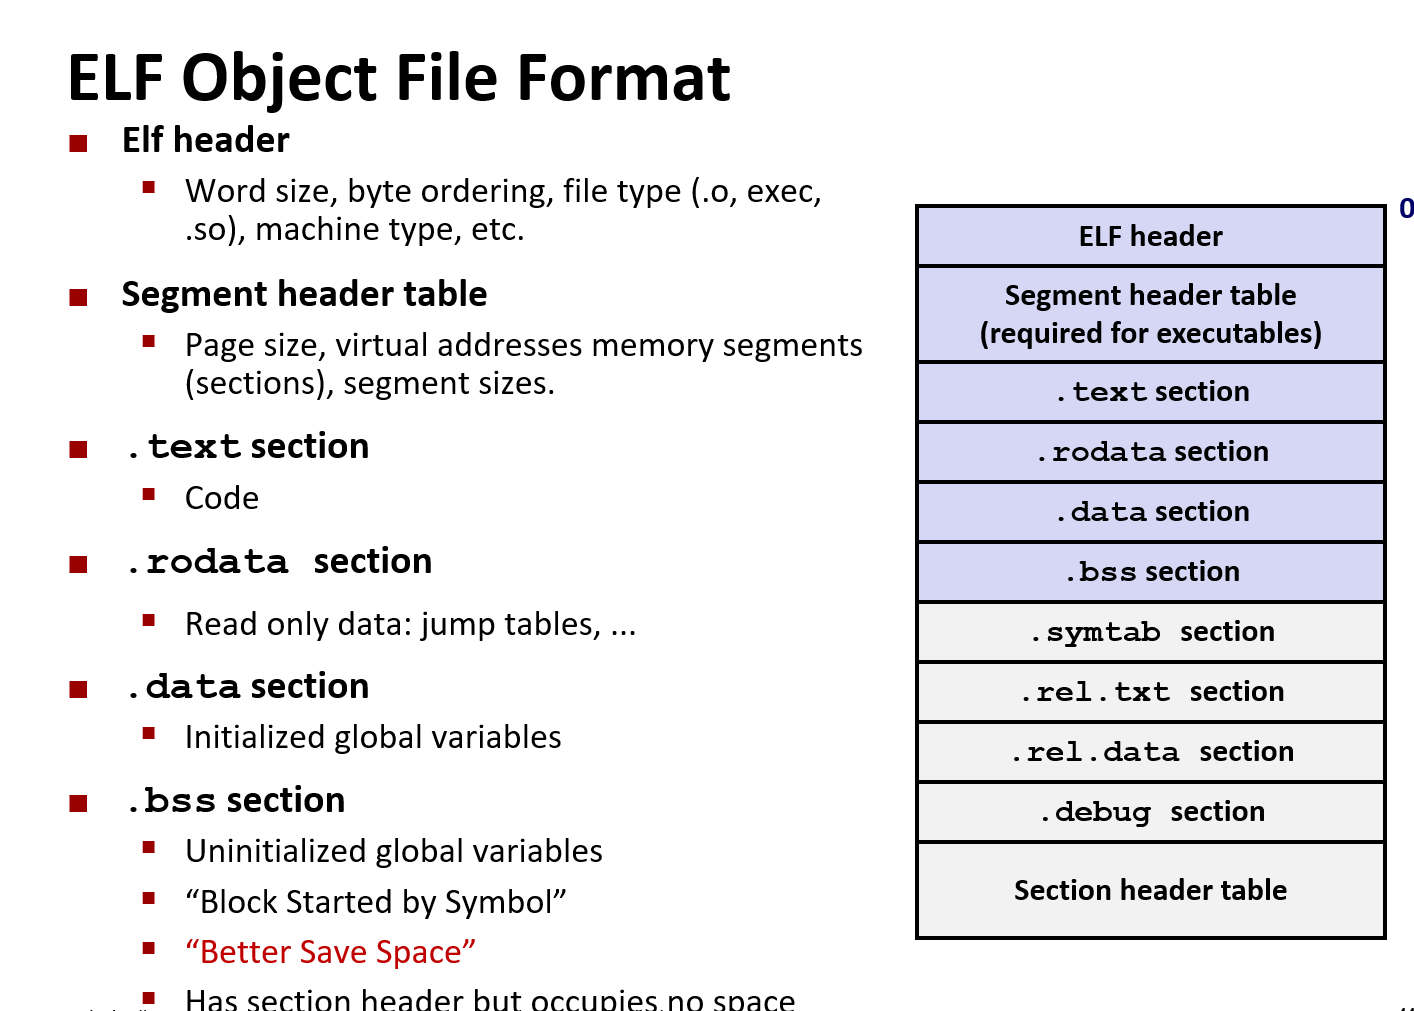 ELF Object File Format
Elf header
Word size, byte ordering, file type (.o, exec,
.so), machine type, etc.
Segment header table
Page size, virtual addresses memory segments
(sections), segment sizes.
.text section
Code
.rodata section
Read only data: jump tables, ...
.data section
Initialized global variables
.bss section
Uninitialized global variables
“Block Started by Symbol”
“Better Save Space”
Has section header but occupies no space
0
ELF header
Segment header table
(required for executables)
.text section
.rodata section
.data section
.bss section
.symtab section
.rel.txt section
.rel.data section
.debug section
Section header table